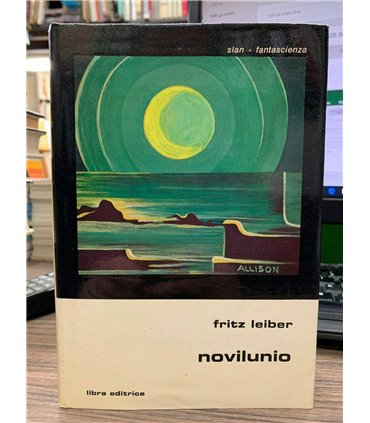 slan · fantascienza
ALLISON
fritz leiber
novilunio
libra editrice